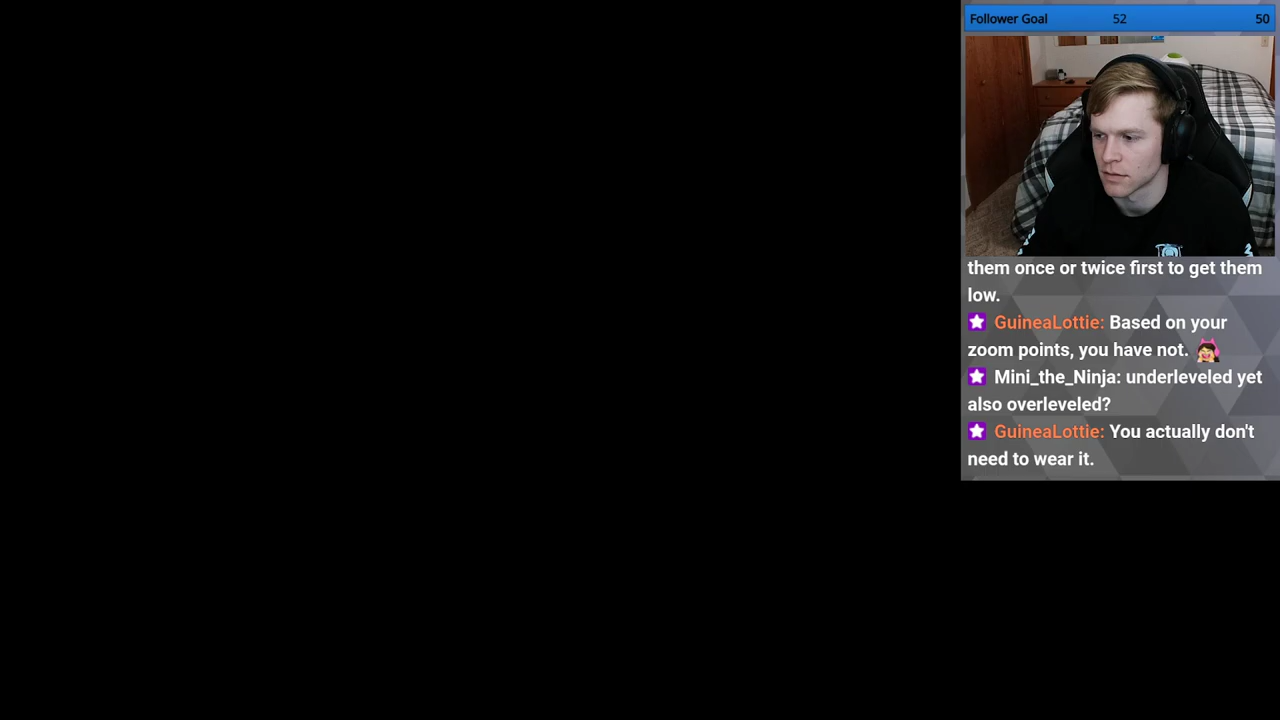 Follower Goal 52 50
them once or twice first to get them
low.
GuineaLottie: Based on your
zoom points, you have not.
Mini_the_Ninja: underleveled yet
also overleveled?
GuineaLottie: You actually don't
need to wear it.